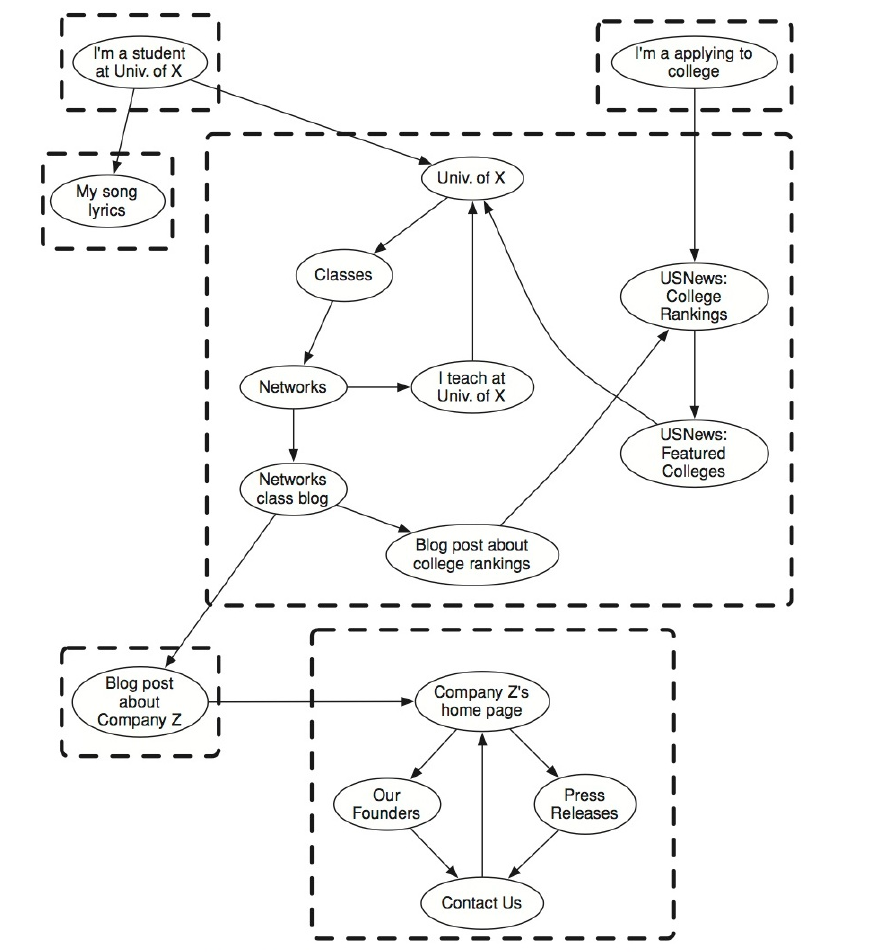 I'm a student
at Univ. of X
I'm a applying to
college
My song
lyrics
Univ. of X
Classes
USNews:
College
Rankings
Networks
I teach at
Univ. of X
USNews:
Featured
Colleges
Networks
class blog
Blog post about
college rankings
Blog post
about
Company Z
Company Z's
home page
Our
Founders
Press
Releases
Contact Us